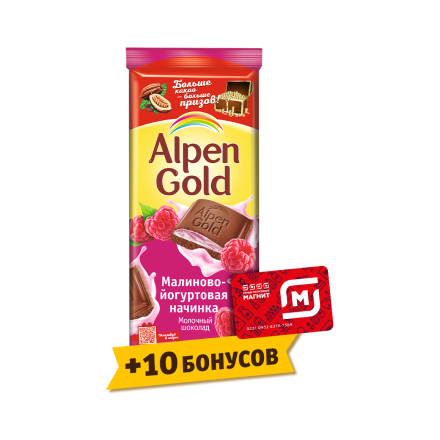 Больше
какао
– больше
призов!
Alpen
Gold
Alpen
Gold
Малиново-
йогуртовая
начинка
Молочный
шоколад
МАГНИТ
+10 БОНУСОВ